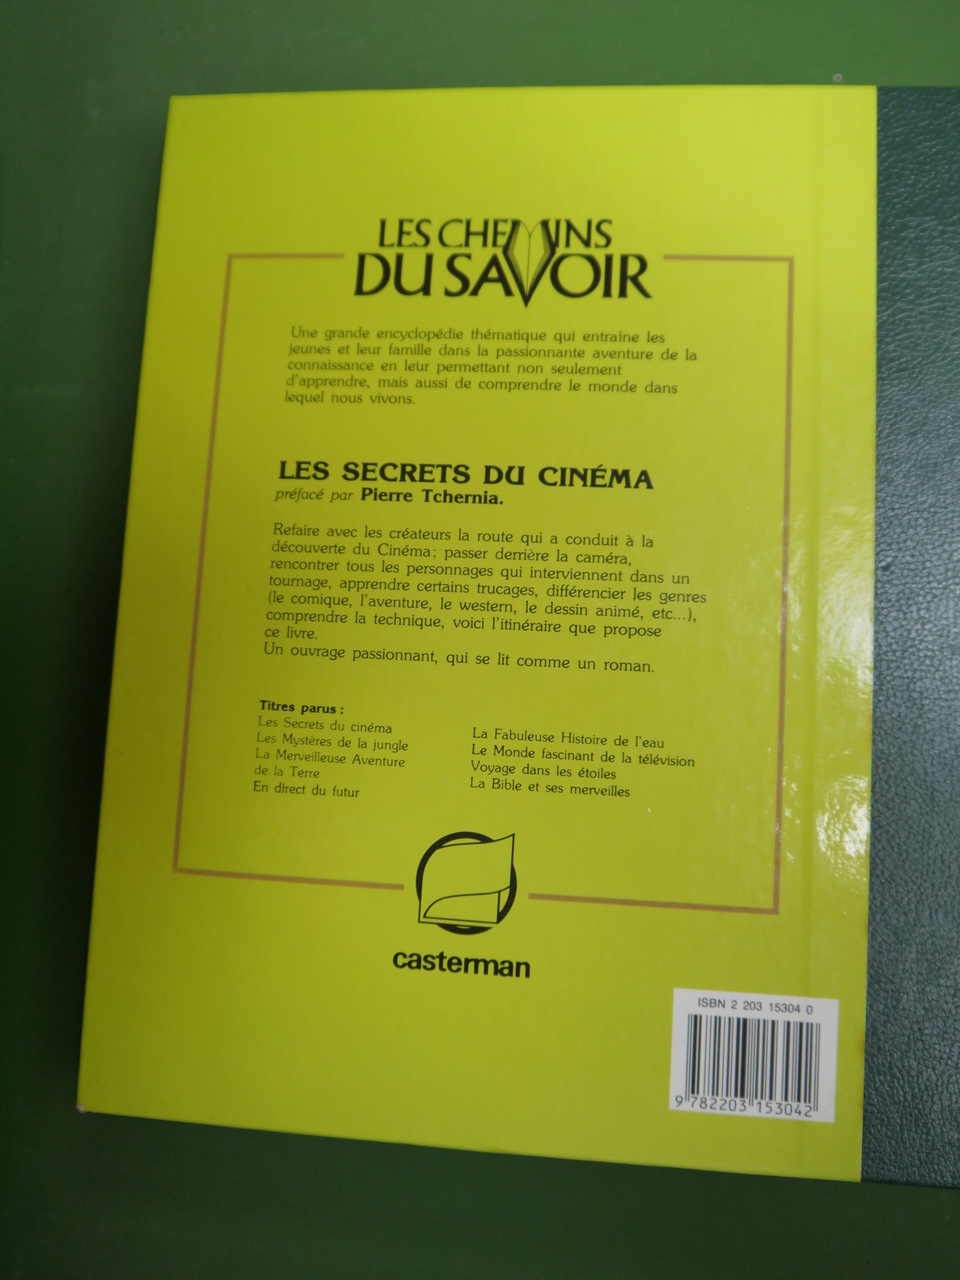 LES CHEMINS
DU SAVOIR
Une grande encyclopédie thématique qui entraîne les
jeunes et leur famille dans la passionnante aventure de la
connaissance en leur permettant non seulement
d'apprendre, mais aussi de comprendre le monde dans
lequel nous vivons.
LES SECRETS DU CINÉMA
préfacé par Pierre Tchernia.
Refaire avec les créateurs la route qui a conduit à la
découverte du Cinéma; passer derrière la caméra,
rencontrer tous les personnages qui interviennent dans un
tournage, apprendre certains trucages, différencier les genres
(le comique, l'aventure, le western, le dessin animé, etc...),
comprendre la technique, voici l'itinéraire que propose
ce livre.
Un ouvrage passionnant, qui se lit comme un roman.
Titres parus :
Les Secrets du cinéma
Les Mystères de la jungle
La Merveilleuse Aventure
de la Terre
En direct du futur
La Fabuleuse Histoire de l'eau
Le Monde fascinant de la télévision
Voyage dans les étoiles
La Bible et ses merveilles
casterman
ISBN 2 203 15304 0
9 782203 153042